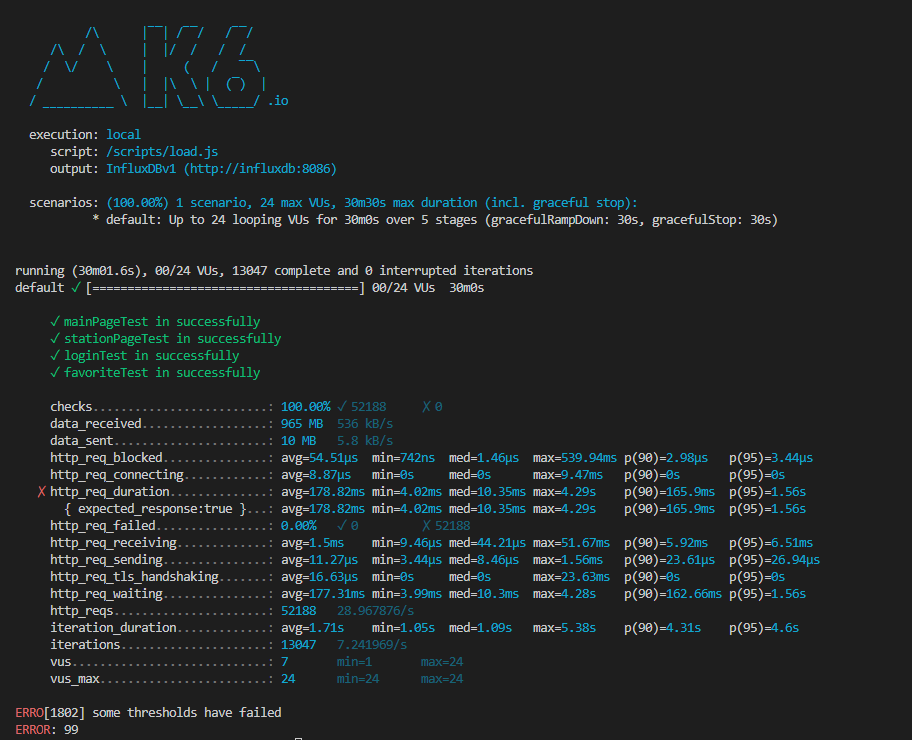 K6
.io
execution: local
script: /scripts/load.js
output: InfluxDBv1 (http://influxdb:8086)
scenarios: (100.00%) 1 scenario, 24 max VUs, 30m30s max duration (incl. graceful stop):
* default: Up to 24 looping VUs for 30m0s over 5 stages (gracefulRampDown: 30s, gracefulStop: 30s)
running (30m01.6s), 00/24 VUs, 13047 complete and 0 interrupted iterations
default ✓ [======================================] 00/24 VUs  30m0s
✓ mainPageTest in successfully
✓ stationPageTest in successfully
✓ loginTest in successfully
✓ favoriteTest in successfully
checks.........................: 100.00% ✓ 52188     ✗ 0
data_received..................: 965 MB  536 kB/s
data_sent......................: 10 MB   5.8 kB/s
http_req_blocked...............: avg=54.51µs  min=742ns  med=1.46µs  max=539.94ms p(90)=2.98µs   p(95)=3.44µs
http_req_connecting............: avg=8.87µs   min=0s     med=0s      max=9.47ms   p(90)=0s       p(95)=0s
✗ http_req_duration..............: avg=178.82ms min=4.02ms med=10.35ms max=4.29s    p(90)=165.9ms  p(95)=1.56s
{ expected_response:true }...: avg=178.82ms min=4.02ms med=10.35ms max=4.29s    p(90)=165.9ms  p(95)=1.56s
http_req_failed................: 0.00%   ✓ 0         ✗ 52188
http_req_receiving.............: avg=1.5ms    min=9.46µs med=44.21µs max=51.67ms  p(90)=5.92ms   p(95)=6.51ms
http_req_sending...............: avg=11.27µs  min=3.44µs med=8.46µs  max=1.56ms   p(90)=23.61µs  p(95)=26.94µs
http_req_tls_handshaking.......: avg=16.63µs  min=0s     med=0s      max=23.63ms  p(90)=0s       p(95)=0s
http_req_waiting...............: avg=177.31ms min=3.99ms med=10.3ms  max=4.28s    p(90)=162.66ms p(95)=1.56s
http_reqs......................: 52188   28.967876/s
iteration_duration.............: avg=1.71s    min=1.05s  med=1.09s   max=5.38s    p(90)=4.31s    p(95)=4.6s
iterations.....................: 13047   7.241969/s
vus............................: 7       min=1       max=24
vus_max........................: 24      min=24      max=24
ERRO[1802] some thresholds have failed
ERROR: 99